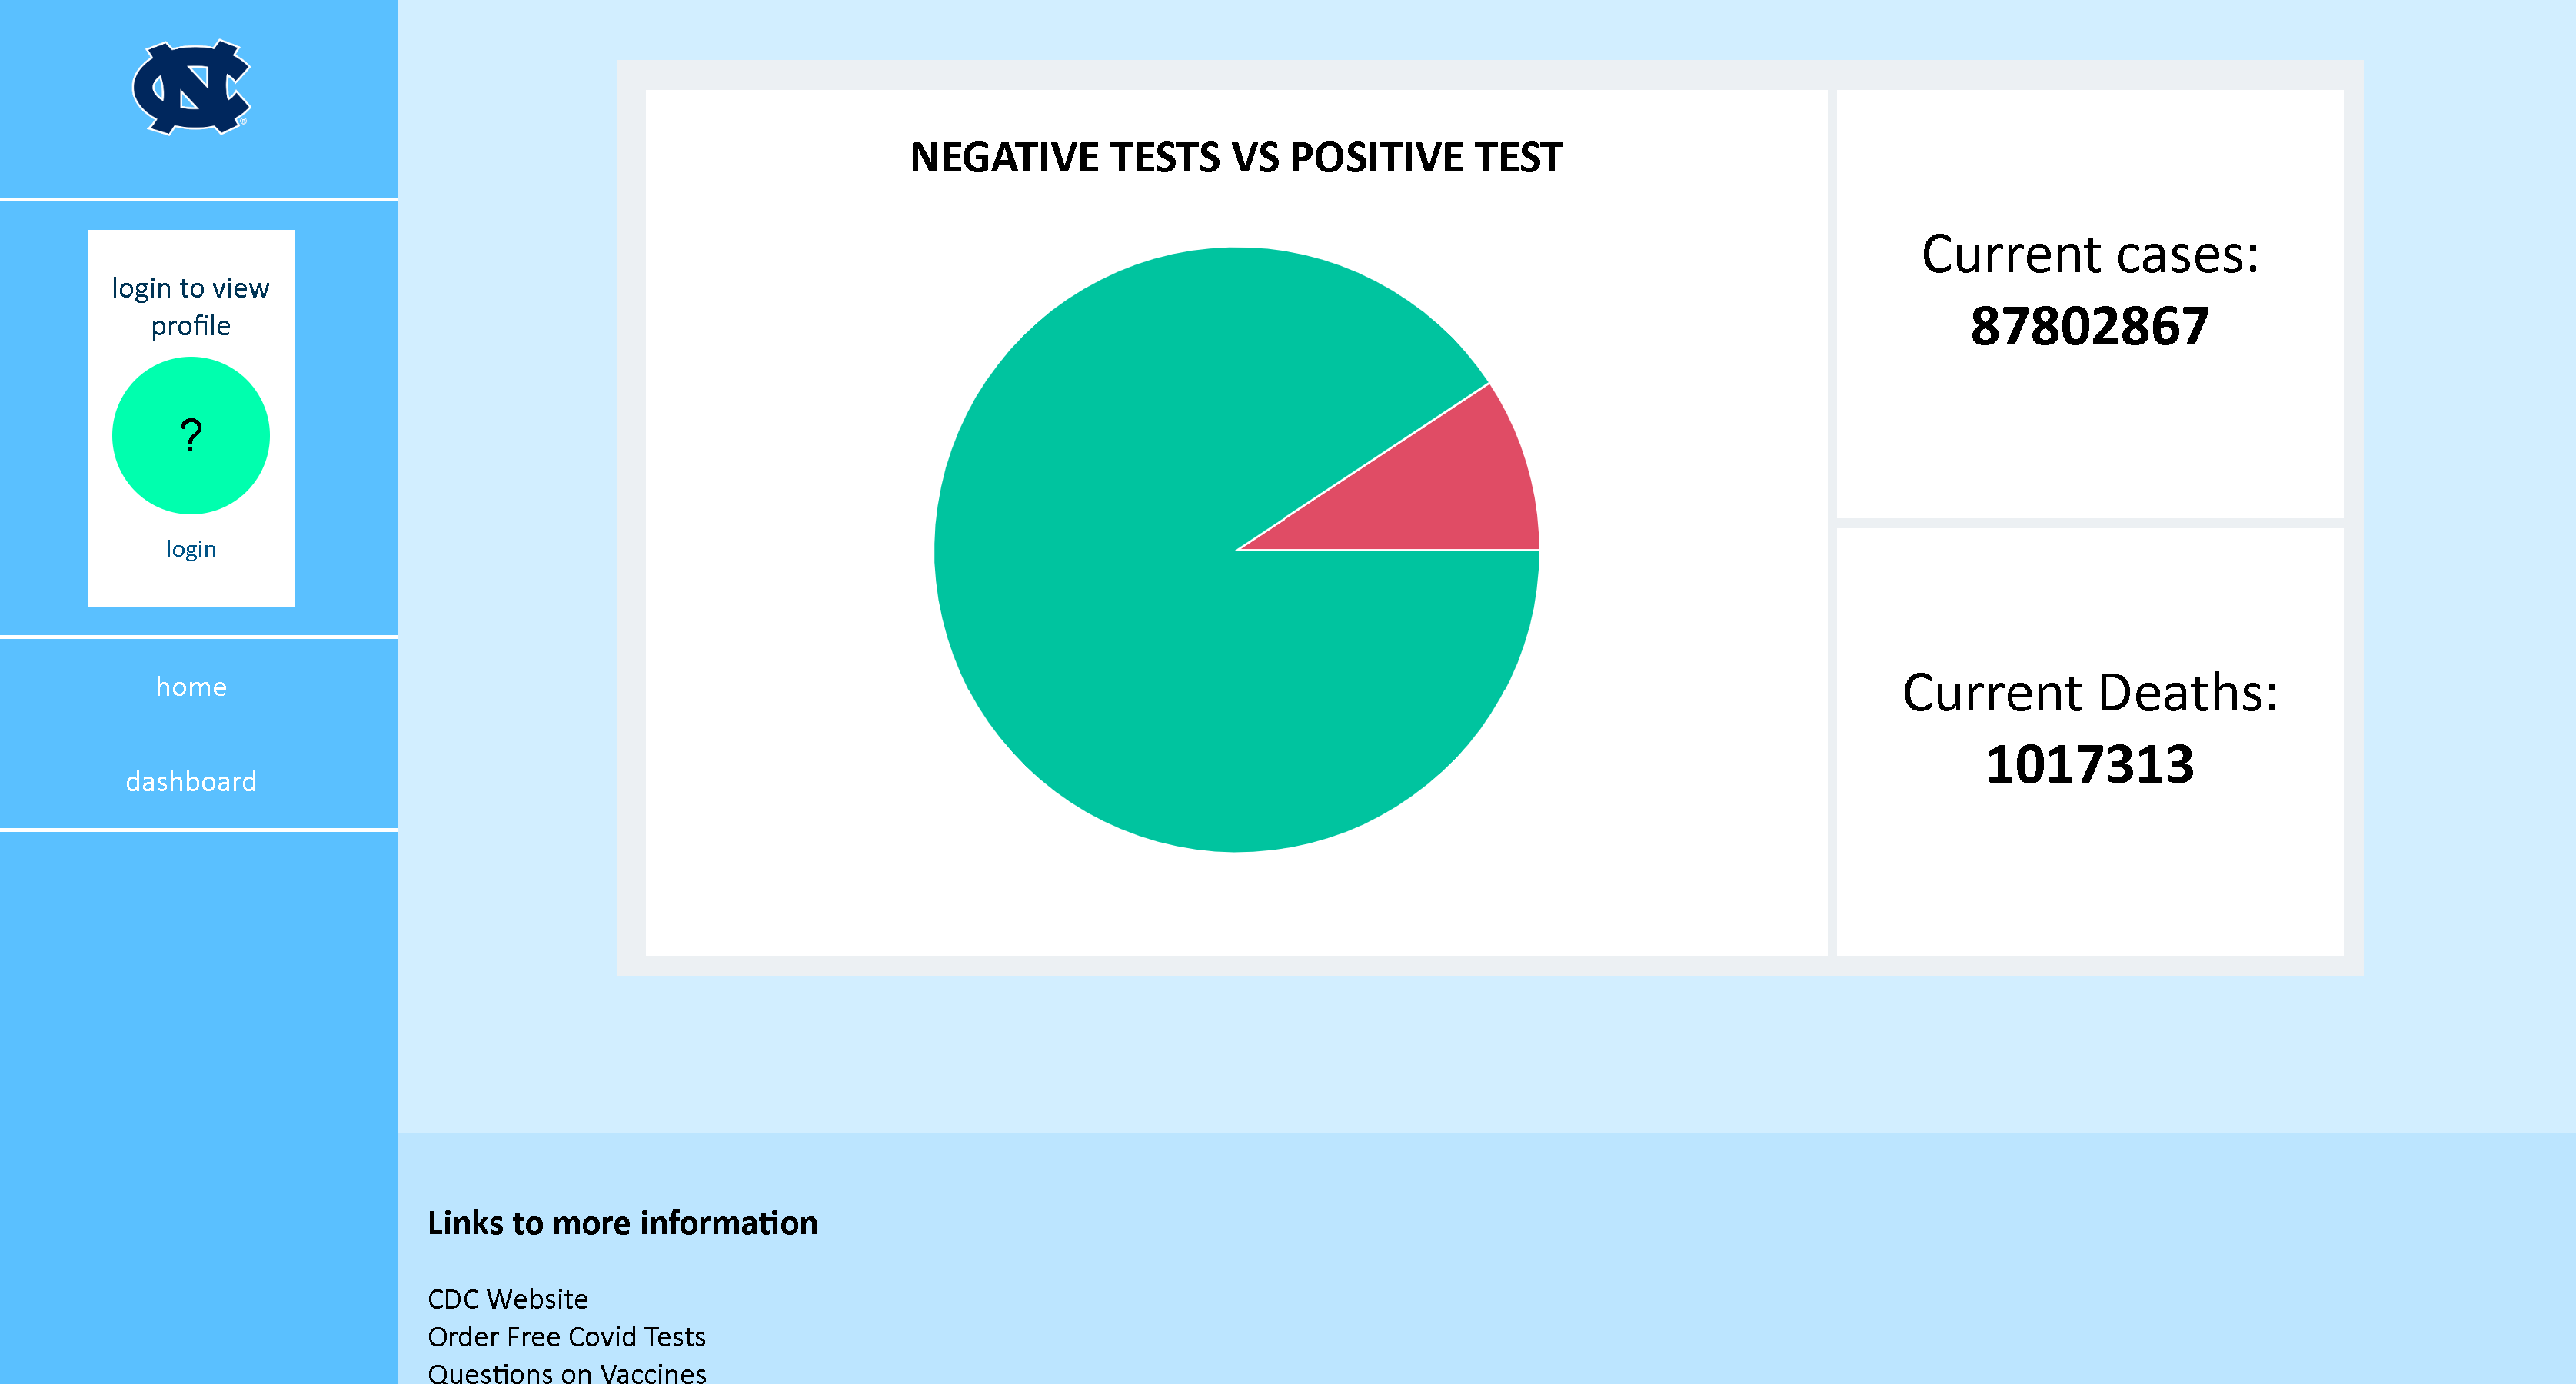 NC
login to view
profile
?
login
home
dashboard
NEGATIVE TESTS VS POSITIVE TEST
Current cases:
87802867
Current Deaths:
1017313
Links to more information
CDC Website
Order Free Covid Tests
Questions on Vaccines